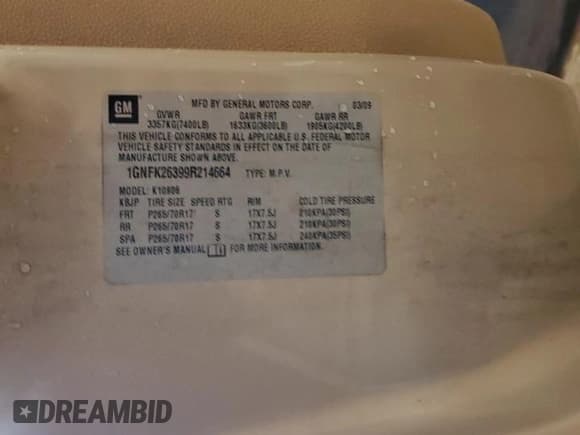 GM
MFD BY GENERAL MOTORS CORP. 03/09
GVWR GAWR FRT GAWR RR
3357KG(7400LB) 1633KG(3600LB) 1905KG(4200LB)
THIS VEHICLE CONFORMS TO ALL APPLICABLE U.S. FEDERAL MOTOR
VEHICLE SAFETY STANDARDS IN EFFECT ON THE DATE OF
MANUFACTURE SHOWN ABOVE.
1GNFK26399R214664 TYPE: M.P.V.
MODEL: K10906
KBJP TIRE SIZE SPEED RTG RIM COLD TIRE PRESSURE
FRT P265/70R17 S 17X7.5J 210KPA(30PSI)
RR P265/70R17 S 17X7.5J 210KPA(30PSI)
SPA P265/70R17 S 17X7.5J 240KPA(35PSI)
SEE OWNER'S MANUAL FOR MORE INFORMATION.
DREAMBID